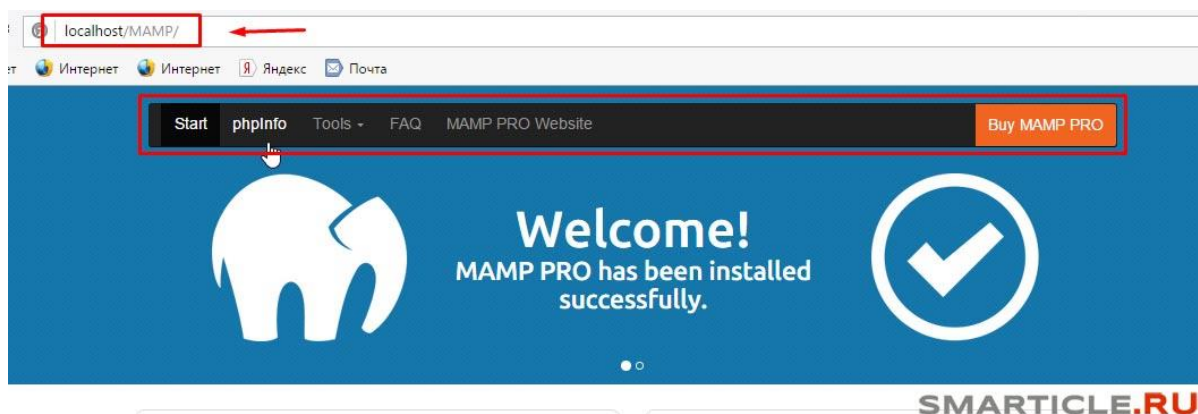 localhost/MAMP/
Интернет Интернет Яндекс Почта
Start phpInfo Tools FAQ MAMP PRO Website Buy MAMP PRO
Welcome!
MAMP PRO has been installed
successfully.
SMARTICLE.RU